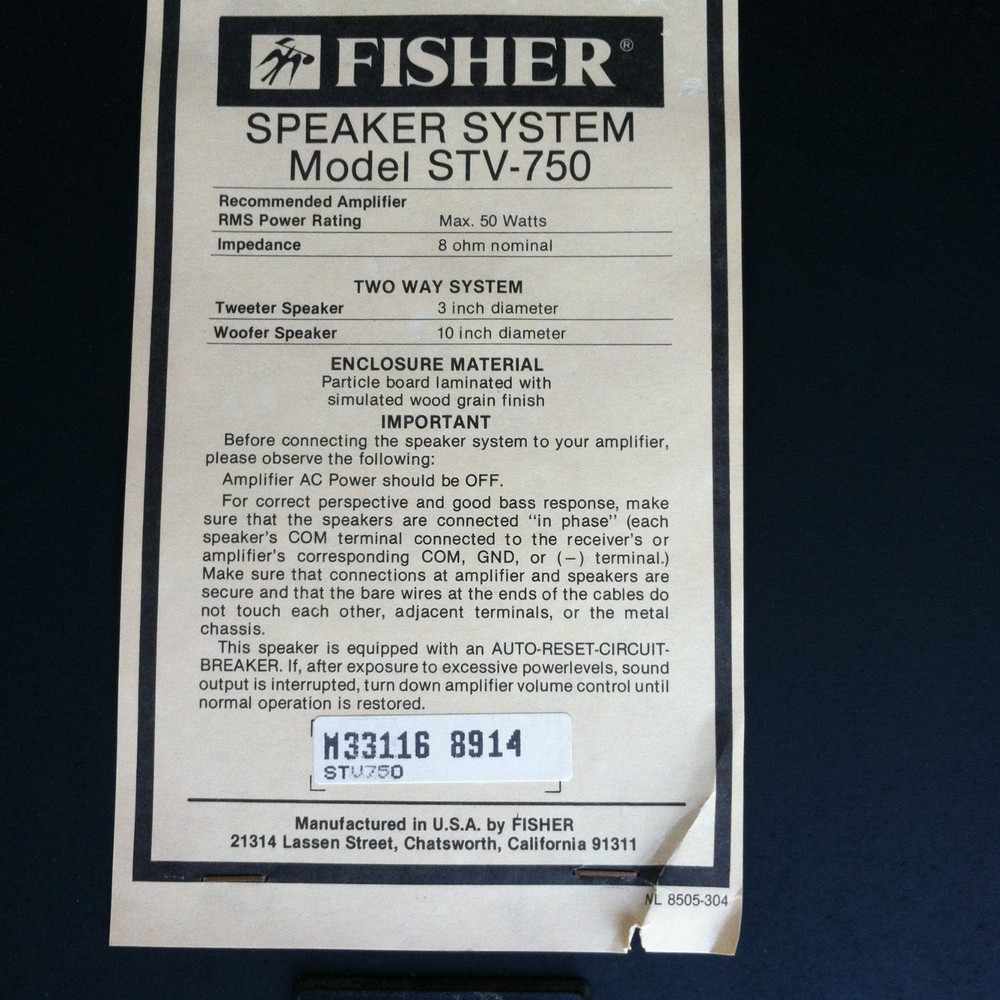 FISHER®
SPEAKER SYSTEM
Model STV-750
Recommended Amplifier
RMS Power Rating Max. 50 Watts
Impedance 8 ohm nominal
TWO WAY SYSTEM
Tweeter Speaker 3 inch diameter
Woofer Speaker 10 inch diameter
ENCLOSURE MATERIAL
Particle board laminated with
simulated wood grain finish
IMPORTANT
Before connecting the speaker system to your amplifier,
please observe the following:
Amplifier AC Power should be OFF.
For correct perspective and good bass response, make
sure that the speakers are connected "in phase" (each
speaker's COM terminal connected to the receiver's or
amplifier's corresponding COM, GND, or (−) terminal.)
Make sure that connections at amplifier and speakers are
secure and that the bare wires at the ends of the cables do
not touch each other, adjacent terminals, or the metal
chassis.
This speaker is equipped with an AUTO-RESET-CIRCUIT-
BREAKER. If, after exposure to excessive powerlevels, sound
output is interrupted, turn down amplifier volume control until
normal operation is restored.
M33116 8914
STV750
Manufactured in U.S.A. by FISHER
21314 Lassen Street, Chatsworth, California 91311
NL 8505-304